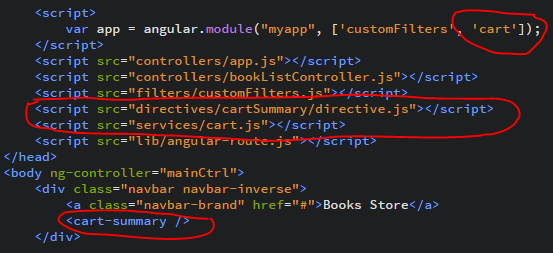 <script>
var app = angular.module("myapp", ['customFilters', 'cart']);
</script>
<script src="controllers/app.js"></script>
<script src="controllers/bookListController.js"></script>
<script src="filters/customFilters.js"></script>
<script src="directives/cartSummary/directive.js"></script>
<script src="services/cart.js"></script>
<script src="lib/angular-route.js"></script>
</head>
<body ng-controller="mainCtrl">
<div class="navbar navbar-inverse">
<a class="navbar-brand" href="#">Books Store</a>
<cart-summary />
</div>